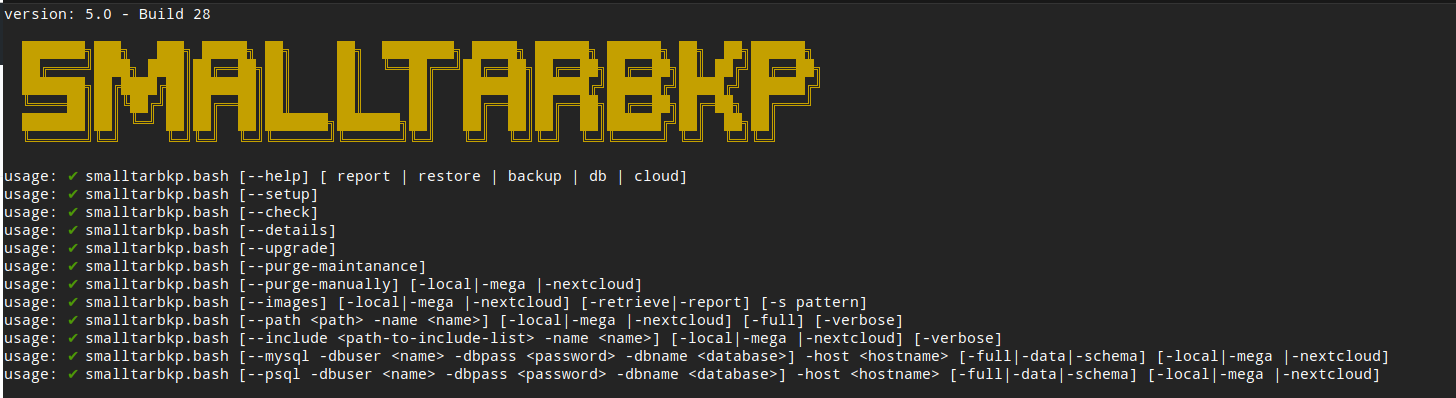 version: 5.0 - Build 28
SMALLTARBKP
usage: ✔ smalltarbkp.bash [--help] [ report | restore | backup | db | cloud]
usage: ✔ smalltarbkp.bash [--setup]
usage: ✔ smalltarbkp.bash [--check]
usage: ✔ smalltarbkp.bash [--details]
usage: ✔ smalltarbkp.bash [--upgrade]
usage: ✔ smalltarbkp.bash [--purge-maintanance]
usage: ✔ smalltarbkp.bash [--purge-manually] [-local|-mega |-nextcloud]
usage: ✔ smalltarbkp.bash [--images] [-local|-mega |-nextcloud] [-retrieve|-report] [-s pattern]
usage: ✔ smalltarbkp.bash [--path <path> -name <name>] [-local|-mega |-nextcloud] [-full] [-verbose]
usage: ✔ smalltarbkp.bash [--include <path-to-include-list> -name <name>] [-local|-mega |-nextcloud] [-verbose]
usage: ✔ smalltarbkp.bash [--mysql -dbuser <name> -dbpass <password> -dbname <database>] -host <hostname> [-full|-data|-schema] [-local|-mega |-nextcloud]
usage: ✔ smalltarbkp.bash [--psql -dbuser <name> -dbpass <password> -dbname <database>] -host <hostname> [-full|-data|-schema] [-local|-mega |-nextcloud]